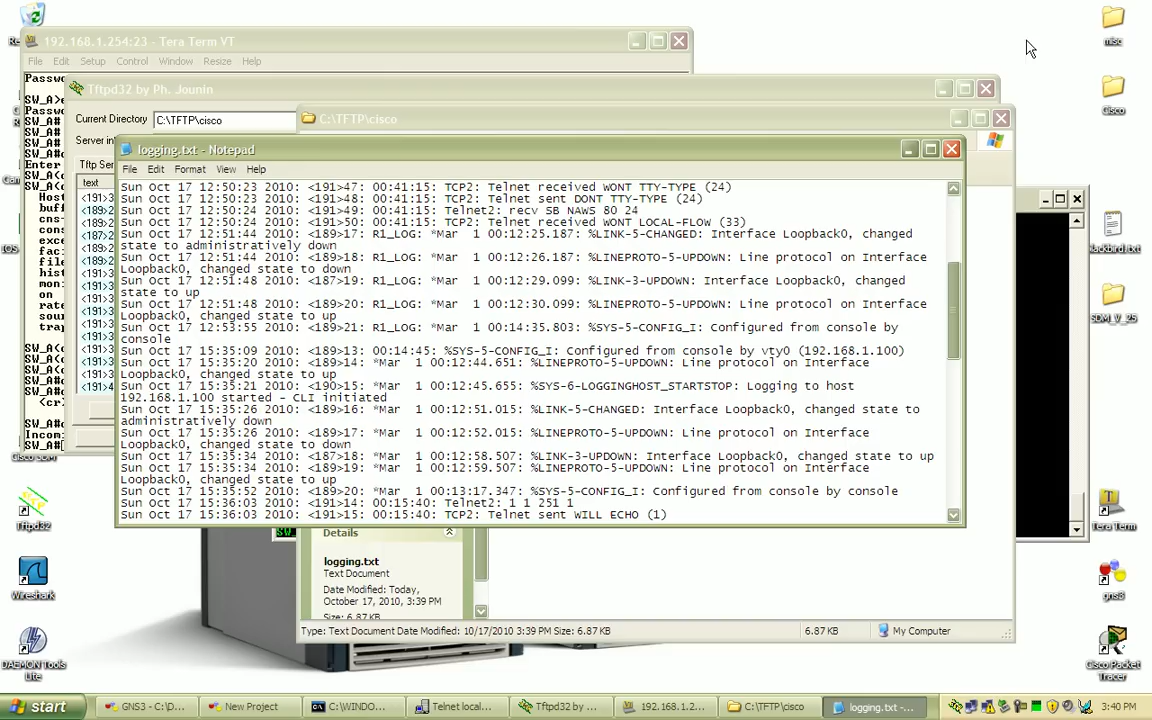 192.168.1.254:23 - Tera Term VT
File Edit Setup Control Window Resize Help
Tftpd32 by Ph. Jounin
Current Directory C:\TFTP\cisco
C:\TFTP\cisco
Server in
Tftp Ser
text
logging.txt - Notepad
File Edit Format View Help
Sun Oct 17 12:50:23 2010: <191>47: 00:41:15: TCP2: Telnet received WONT TTY-TYPE (24)
Sun Oct 17 12:50:23 2010: <191>48: 00:41:15: TCP2: Telnet sent DONT TTY-TYPE (24)
Sun Oct 17 12:50:24 2010: <191>49: 00:41:15: Telnet2: recv SB NAWS 80 24
Sun Oct 17 12:50:24 2010: <191>50: 00:41:15: TCP2: Telnet received WONT LOCAL-FLOW (33)
Sun Oct 17 12:51:44 2010: <189>17: R1_LOG: *Mar 1 00:12:25.187: %LINK-5-CHANGED: Interface Loopback0, changed
state to administratively down
Sun Oct 17 12:51:44 2010: <189>18: R1_LOG: *Mar 1 00:12:26.187: %LINEPROTO-5-UPDOWN: Line protocol on Interface
Loopback0, changed state to down
Sun Oct 17 12:51:48 2010: <187>19: R1_LOG: *Mar 1 00:12:29.099: %LINK-3-UPDOWN: Interface Loopback0, changed
state to up
Sun Oct 17 12:51:48 2010: <189>20: R1_LOG: *Mar 1 00:12:30.099: %LINEPROTO-5-UPDOWN: Line protocol on Interface
Loopback0, changed state to up
Sun Oct 17 12:53:55 2010: <189>21: R1_LOG: *Mar 1 00:14:35.803: %SYS-5-CONFIG_I: Configured from console by
console
Sun Oct 17 15:35:09 2010: <189>13: 00:14:45: %SYS-5-CONFIG_I: Configured from console by vty0 (192.168.1.100)
Sun Oct 17 15:35:20 2010: <189>14: *Mar 1 00:12:44.651: %LINEPROTO-5-UPDOWN: Line protocol on Interface
Loopback0, changed state to up
Sun Oct 17 15:35:21 2010: <190>15: *Mar 1 00:12:45.655: %SYS-6-LOGGINGHOST_STARTSTOP: Logging to host
192.168.1.100 started - CLI initiated
Sun Oct 17 15:35:26 2010: <189>16: *Mar 1 00:12:51.015: %LINK-5-CHANGED: Interface Loopback0, changed state to
administratively down
Sun Oct 17 15:35:26 2010: <189>17: *Mar 1 00:12:52.015: %LINEPROTO-5-UPDOWN: Line protocol on Interface
Loopback0, changed state to down
Sun Oct 17 15:35:34 2010: <187>18: *Mar 1 00:12:58.507: %LINK-3-UPDOWN: Interface Loopback0, changed state to up
Sun Oct 17 15:35:34 2010: <189>19: *Mar 1 00:12:59.507: %LINEPROTO-5-UPDOWN: Line protocol on Interface
Loopback0, changed state to up
Sun Oct 17 15:35:52 2010: <189>20: *Mar 1 00:13:17.347: %SYS-5-CONFIG_I: Configured from console by console
Sun Oct 17 15:36:03 2010: <191>14: 00:15:40: Telnet2: 1 1 251 1
Sun Oct 17 15:36:03 2010: <191>15: 00:15:40: TCP2: Telnet sent WILL ECHO (1)
Details
logging.txt
Text Document
Date Modified: Today,
October 17, 2010, 3:39 PM
Size: 6.87 KB
Type: Text Document Date Modified: 10/17/2010 3:39 PM Size: 6.87 KB
6.87 KB
My Computer
misc
Cisco
SDM_V_25
Tera Term
gns3
Cisco Packet
Tracer
Tftpd32
Wireshark
DAEMON Tools
Lite
start
GNS3 - C:\D...
New Project
C:\WINDO...
Telnet local...
Tftpd32 by ...
192.168.1.2...
C:\TFTP\cisco
logging.txt -...
3:40 PM